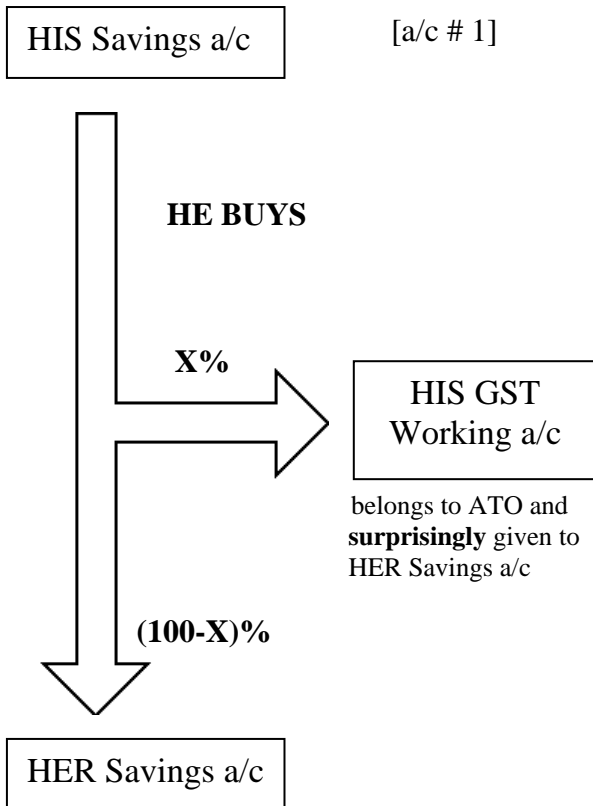 HIS Savings a/c
[a/c # 1]
HE BUYS
X%
HIS GST
Working a/c
belongs to ATO and
surprisingly given to
HER Savings a/c
(100-X)%
HER Savings a/c